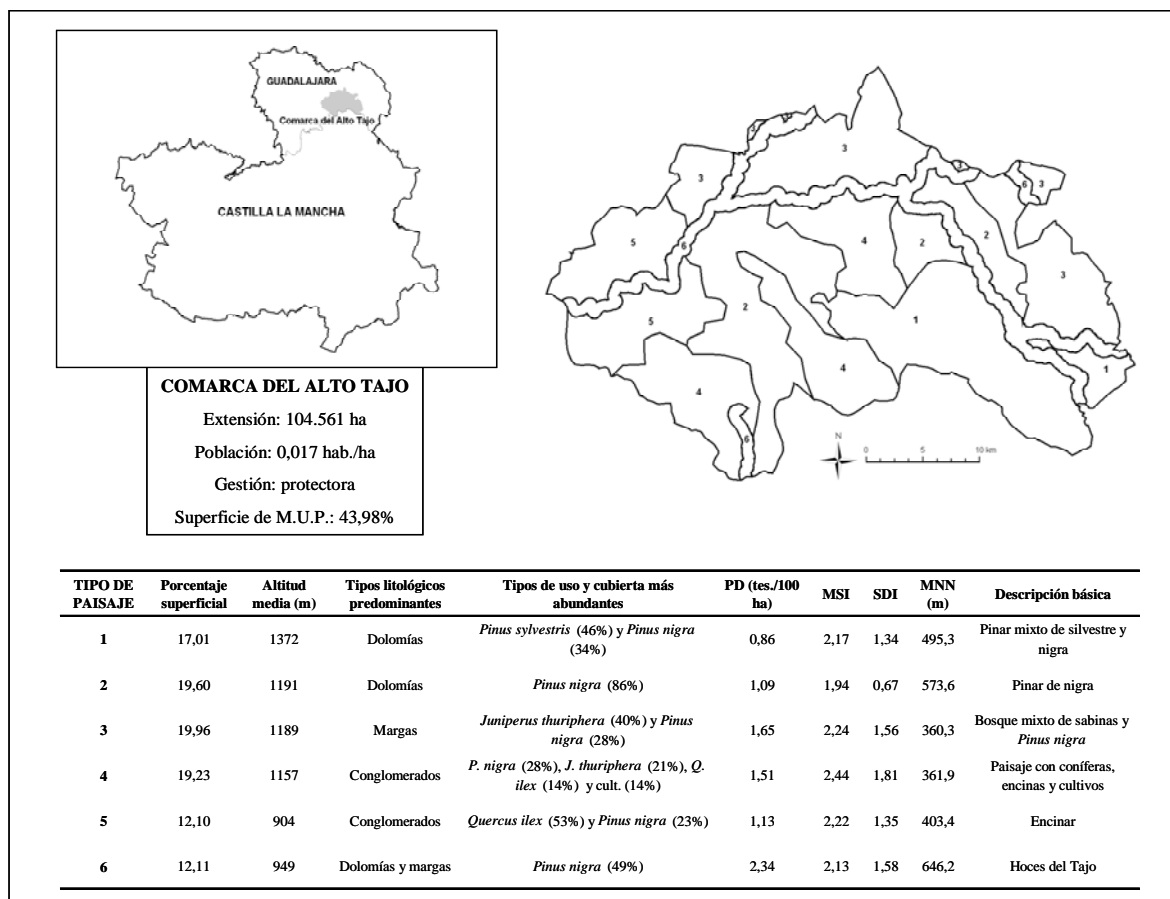 GUADALAJARA
Comarca del Alto Tajo
CASTILLA LA MANCHA
COMARCA DEL ALTO TAJO
Extensión: 104.561 ha
Población: 0,017 hab./ha
Gestión: protectora
Superficie de M.U.P.: 43,98%
3
3
3
3
6
3
5
6
4
2
2
3
2
5
1
1
4
4
6
N
0 5 10 km
TIPO DE PAISAJE Porcentaje superficial Altitud media (m) Tipos litológicos predominantes Tipos de uso y cubierta más abundantes PD (tes./100 ha) MSI SDI MNN (m) Descripción básica
1 17,01 1372 Dolomías Pinus sylvestris (46%) y Pinus nigra (34%) 0,86 2,17 1,34 495,3 Pinar mixto de silvestre y nigra
2 19,60 1191 Dolomías Pinus nigra (86%) 1,09 1,94 0,67 573,6 Pinar de nigra
3 19,96 1189 Margas Juniperus thuriphera (40%) y Pinus nigra (28%) 1,65 2,24 1,56 360,3 Bosque mixto de sabinas y Pinus nigra
4 19,23 1157 Conglomerados P. nigra (28%), J. thuriphera (21%), Q. ilex (14%) y cult. (14%) 1,51 2,44 1,81 361,9 Paisaje con coníferas, encinas y cultivos
5 12,10 904 Conglomerados Quercus ilex (53%) y Pinus nigra (23%) 1,13 2,22 1,35 403,4 Encinar
6 12,11 949 Dolomías y margas Pinus nigra (49%) 2,34 2,13 1,58 646,2 Hoces del Tajo